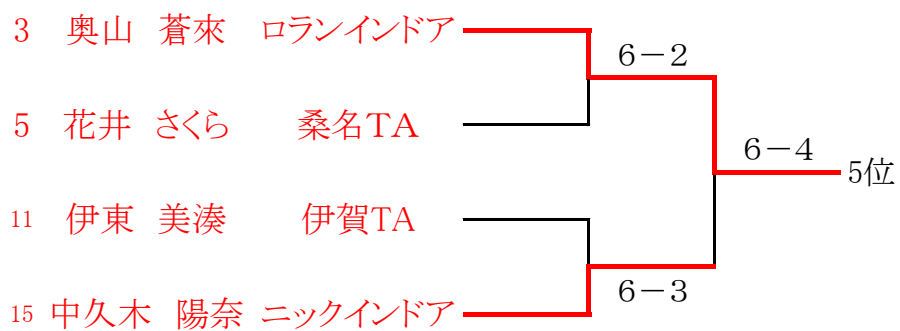 3 奥山 蒼來 ロランインドア
6－2
5 花井 さくら 桑名TA
6－4
5位
11 伊東 美湊 伊賀TA
6－3
15 中久木 陽奈 ニックインドア